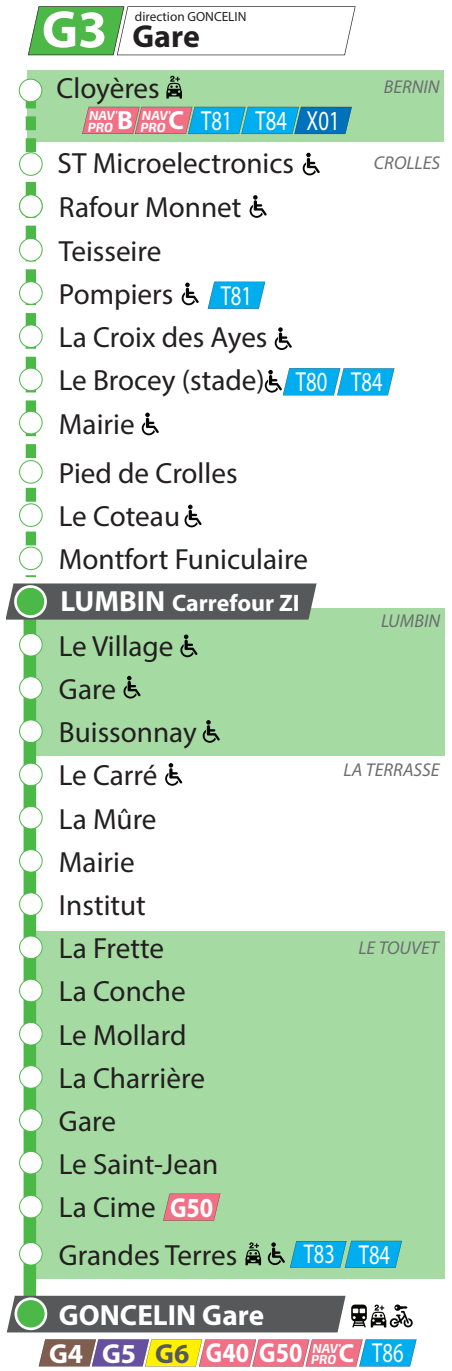 G3 direction GONCELIN
Gare
Cloyères 2+ BERNIN
NAV' PRO B NAV' PRO C T81 T84 X01
ST Microelectronics CROLLES
Rafour Monnet
Teisseire
Pompiers T81
La Croix des Ayes
Le Brocey (stade) T80 T84
Mairie
Pied de Crolles
Le Coteau
Montfort Funiculaire
LUMBIN Carrefour ZI
LUMBIN
Le Village
Gare
Buissonnay
Le Carré LA TERRASSE
La Mûre
Mairie
Institut
La Frette LE TOUVET
La Conche
Le Mollard
La Charrière
Gare
Le Saint-Jean
La Cime G50
Grandes Terres 2+ T83 T84
GONCELIN Gare 2+
G4 G5 G6 G40 G50 NAV' PRO C T86